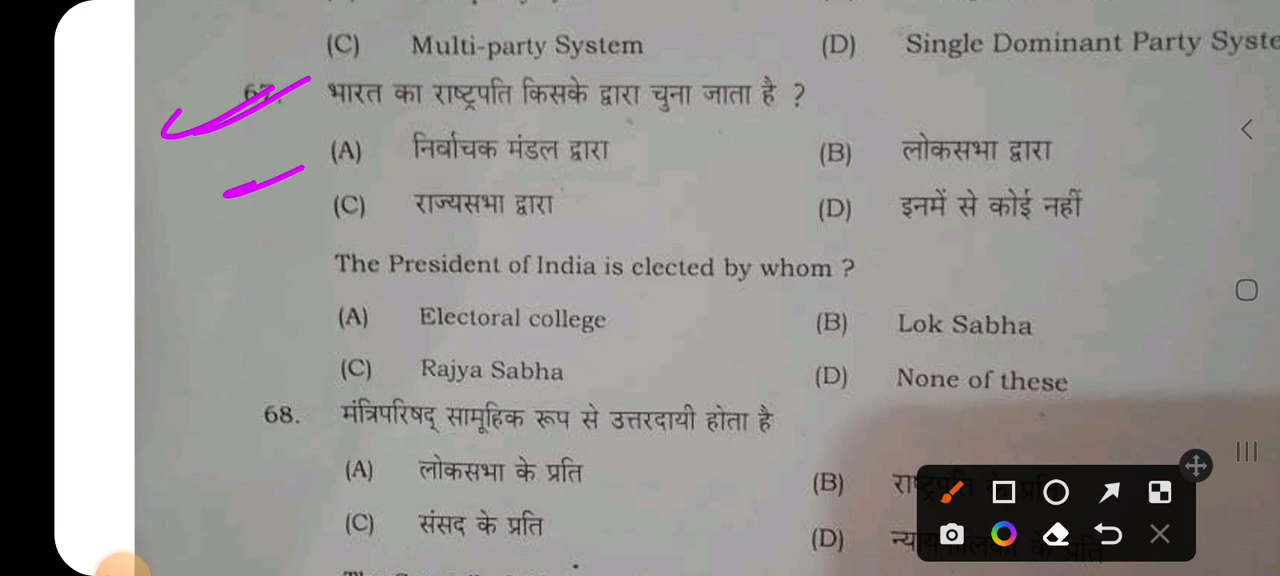 (C) Multi-party System (D) Single Dominant Party Syste
67. भारत का राष्ट्रपति किसके द्वारा चुना जाता है ?
(A) निर्वाचक मंडल द्वारा (B) लोकसभा द्वारा
(C) राज्यसभा द्वारा (D) इनमें से कोई नहीं
The President of India is elected by whom ?
(A) Electoral college (B) Lok Sabha
(C) Rajya Sabha (D) None of these
68. मंत्रिपरिषद् सामूहिक रूप से उत्तरदायी होता है
(A) लोकसभा के प्रति (B)
(C) संसद के प्रति (D)